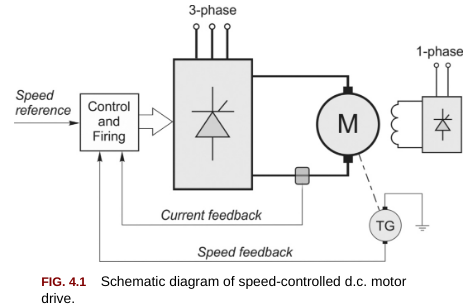 3-phase
1-phase
Speed
reference
Control
and
Firing
M
Current feedback
TG
Speed feedback
FIG. 4.1 Schematic diagram of speed-controlled d.c. motor
drive.